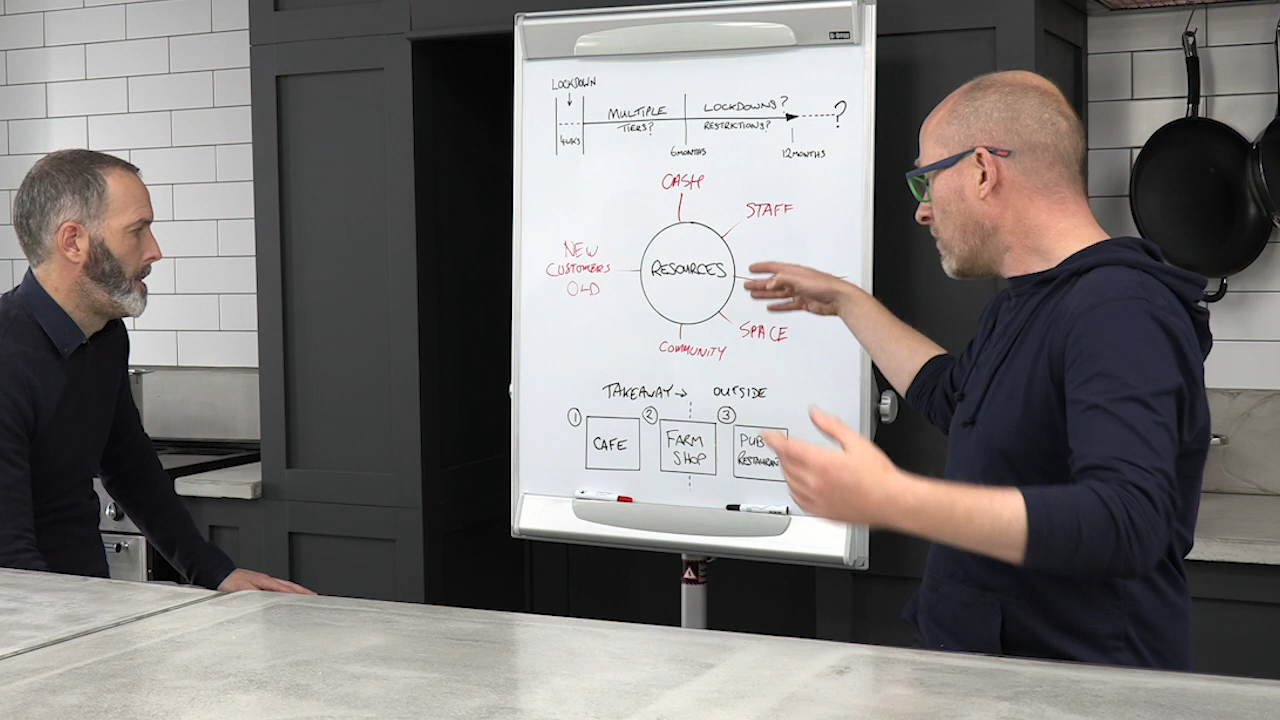 LOCKDOWN
4WKS
MULTIPLE
TIERS?
6MONTHS
LOCKDOWNS?
RESTRICTIONS?
12MONTHS
?
CASH
STAFF
NEW
CUSTOMERS
OLD
RESOURCES
SPACE
COMMUNITY
TAKEAWAY → OUTSIDE
① CAFE
② FARM
SHOP
③ PUB
RESTAURANT